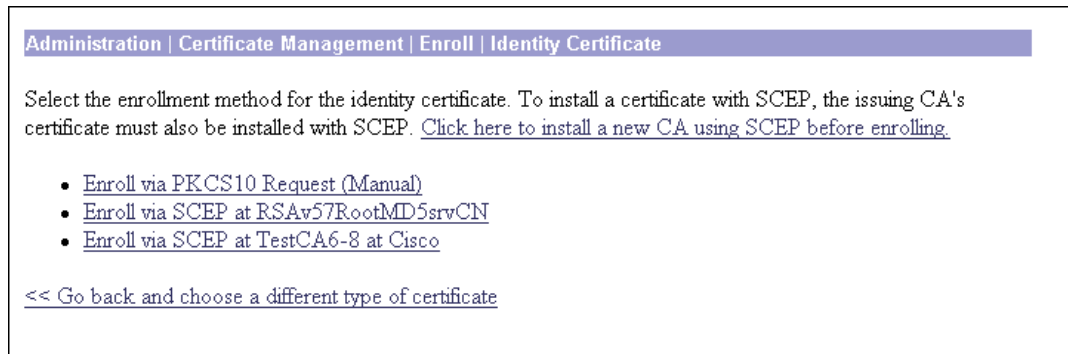 Administration | Certificate Management | Enroll | Identity Certificate
Select the enrollment method for the identity certificate. To install a certificate with SCEP, the issuing CA's
certificate must also be installed with SCEP. Click here to install a new CA using SCEP before enrolling.
• Enroll via PKCS10 Request (Manual)
• Enroll via SCEP at RSAv57RootMD5srvCN
• Enroll via SCEP at TestCA6-8 at Cisco
<< Go back and choose a different type of certificate